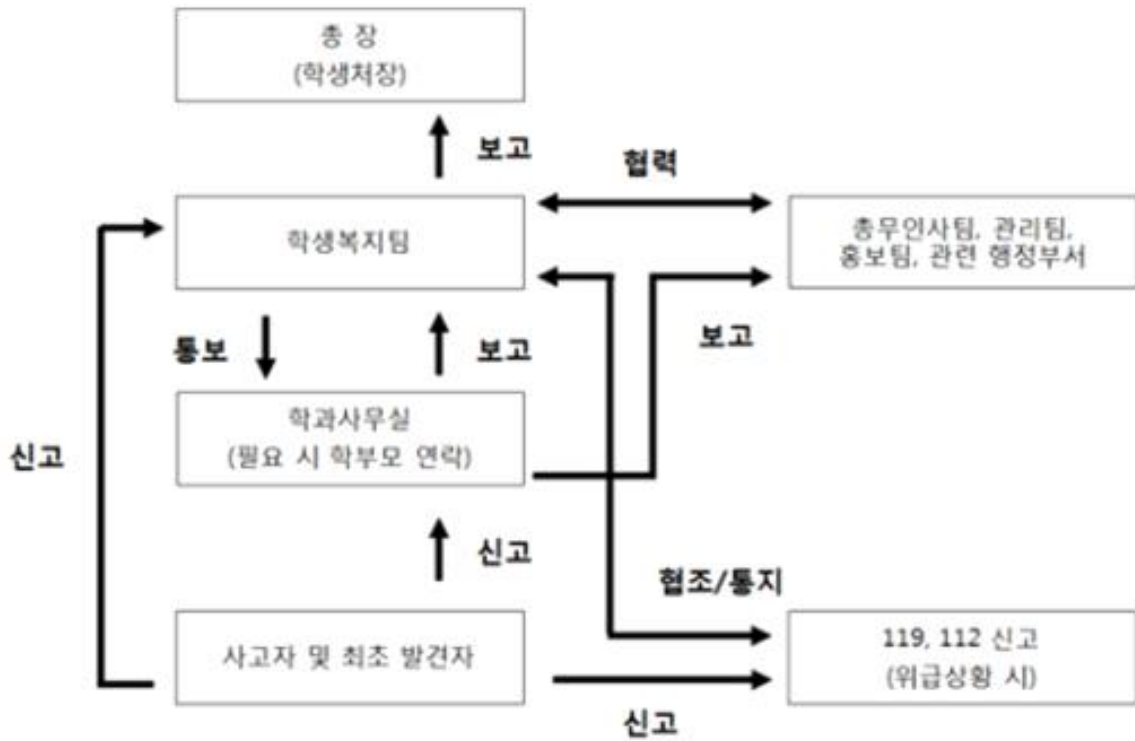 총 장
(학생처장)
보고
협력
학생복지팀
총무인사팀, 관리팀,
홍보팀, 관련 행정부서
통보
보고
보고
학과사무실
(필요 시 학부모 연락)
신고
신고
협조/통지
사고자 및 최초 발견자
119, 112 신고
(위급상황 시)
신고